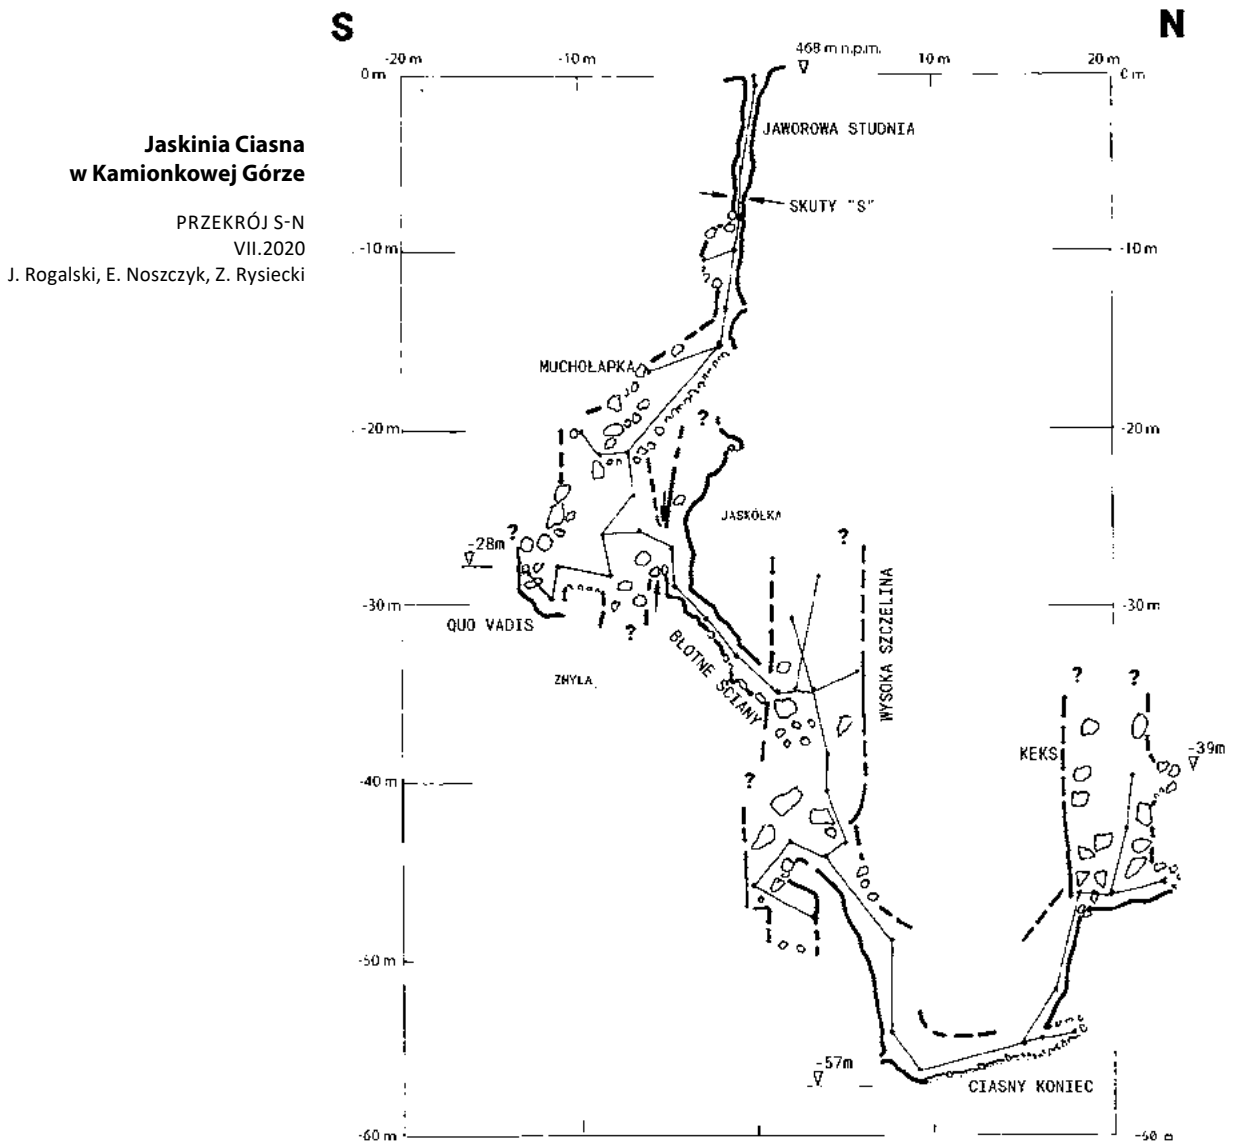 S
N
-20 m
-10 m
468 m n.p.m.
10 m
20 m
0 m
0 m
Jaskinia Ciasna
w Kamionkowej Górze
PRZEKRÓJ S-N
VII.2020
J. Rogalski, E. Noszczyk, Z. Rysiecki
JAWOROWA STUDNIA
SKUTY "S"
-10 m
-10 m
MUCHOŁAPKA
?
-20 m
-20 m
JASKÓŁKA
?
?
-28m
WYSOKA SZCZELINA
-30 m
-30 m
QUO VADIS
?
BŁOTNE ŚCIANY
?
?
KEKS
-39m
?
-40 m
-40 m
-50 m
-57m
CIASNY KONIEC
-60 m